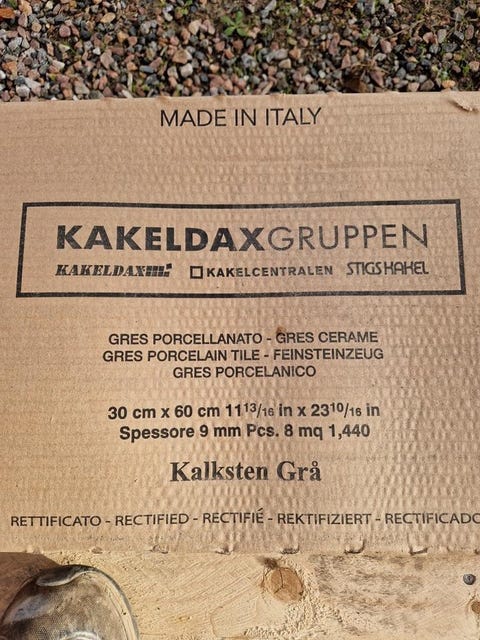 MADE IN ITALY
KAKELDAXGRUPPEN
KAKELDAX KAKELCENTRALEN STIGS KAKEL
GRES PORCELLANATO - GRES CERAME
GRES PORCELAIN TILE - FEINSTEINZEUG
GRES PORCELANICO
30 cm x 60 cm 11 13/16 in x 23 10/16 in
Spessore 9 mm Pcs. 8 mq 1,440
Kalksten Grå
RETTIFICATO - RECTIFIED - RECTIFIÉ - REKTIFIZIERT - RECTIFICADO